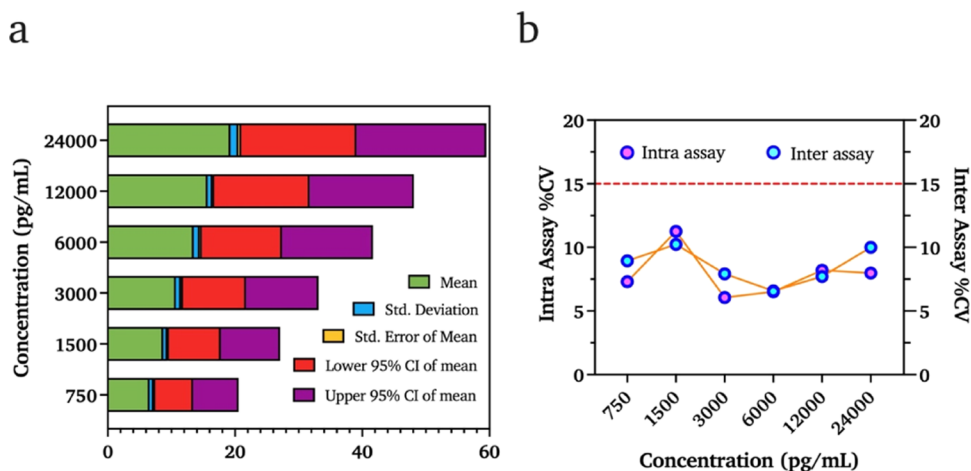 a
Concentration (pg/mL)
24000
12000
6000
3000
1500
750
Mean
Std. Deviation
Std. Error of Mean
Lower 95% CI of mean
Upper 95% CI of mean
0 20 40 60
b
Intra Assay %CV
20
15
10
5
0
Intra assay Inter assay
20
15
10
5
0
Inter Assay %CV
750 1500 3000 6000 12000 24000
Concentration (pg/mL)